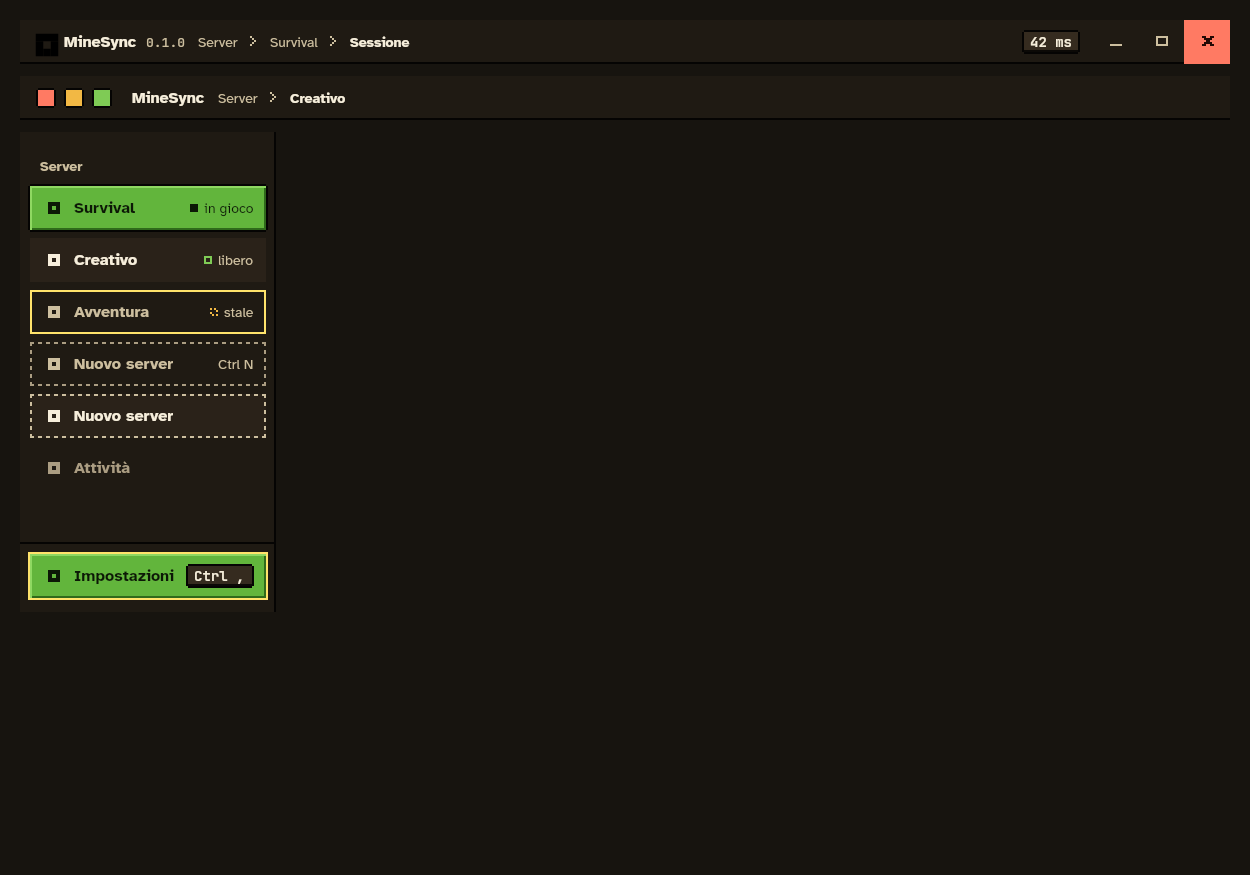 MineSync 0.1.0 Server Survival Sessione 42 ms
MineSync Server Creativo
Server
Survival in gioco
Creativo libero
Avventura stale
Nuovo server Ctrl N
Nuovo server
Attività
Impostazioni Ctrl ,